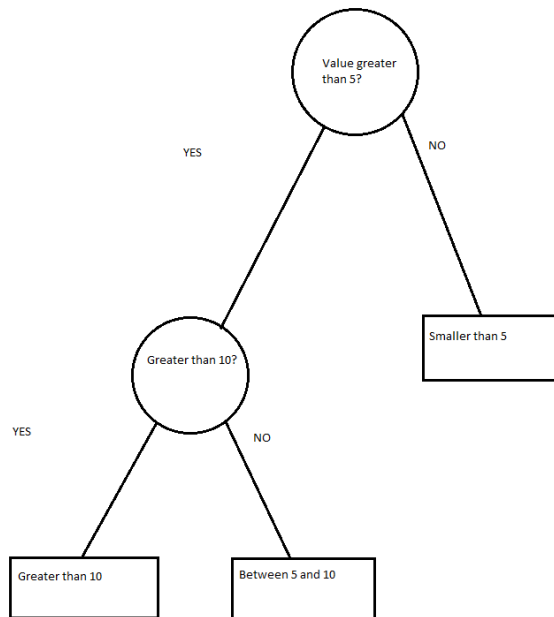 Value greater
than 5?
YES
NO
Smaller than 5
Greater than 10?
YES
NO
Greater than 10
Between 5 and 10